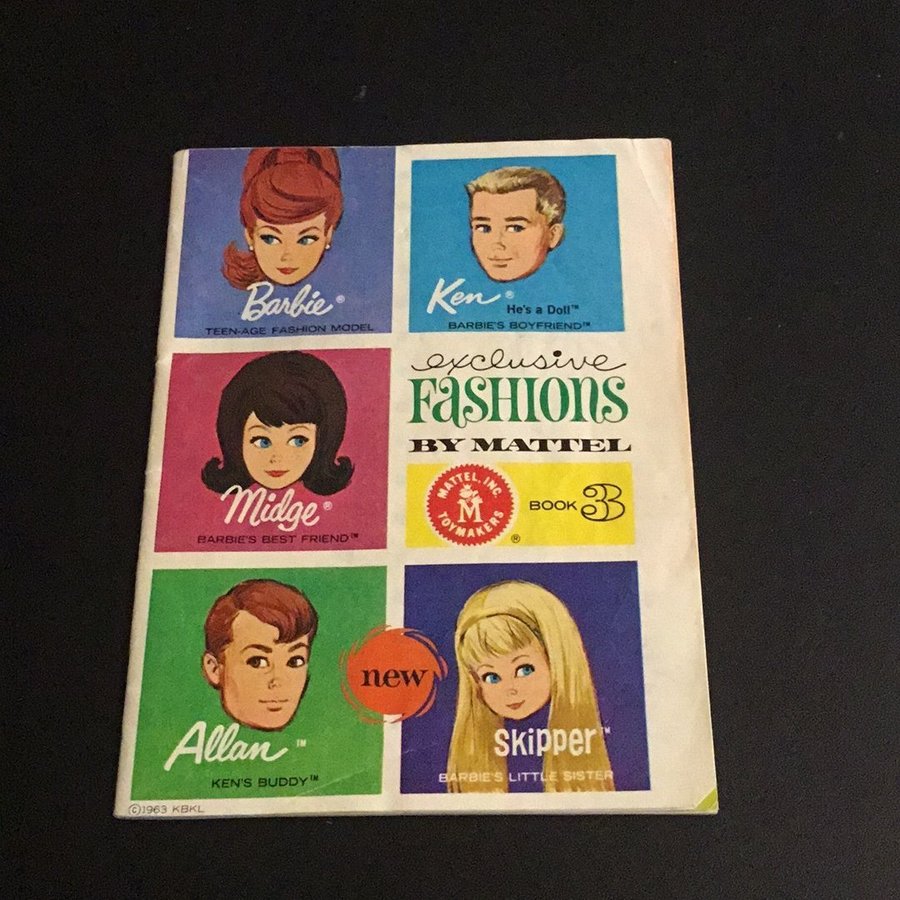 Barbie®
TEEN-AGE FASHION MODEL
Ken®
He's a Doll™
BARBIE'S BOYFRIEND™
exclusive
FASHIONS
BY MATTEL
Midge®
BARBIE'S BEST FRIEND™
MATTEL, INC.
M
TOYMAKERS
®
BOOK 3
Allan™
KEN'S BUDDY™
new
Skipper™
BARBIE'S LITTLE SISTER
©1963 KBKL